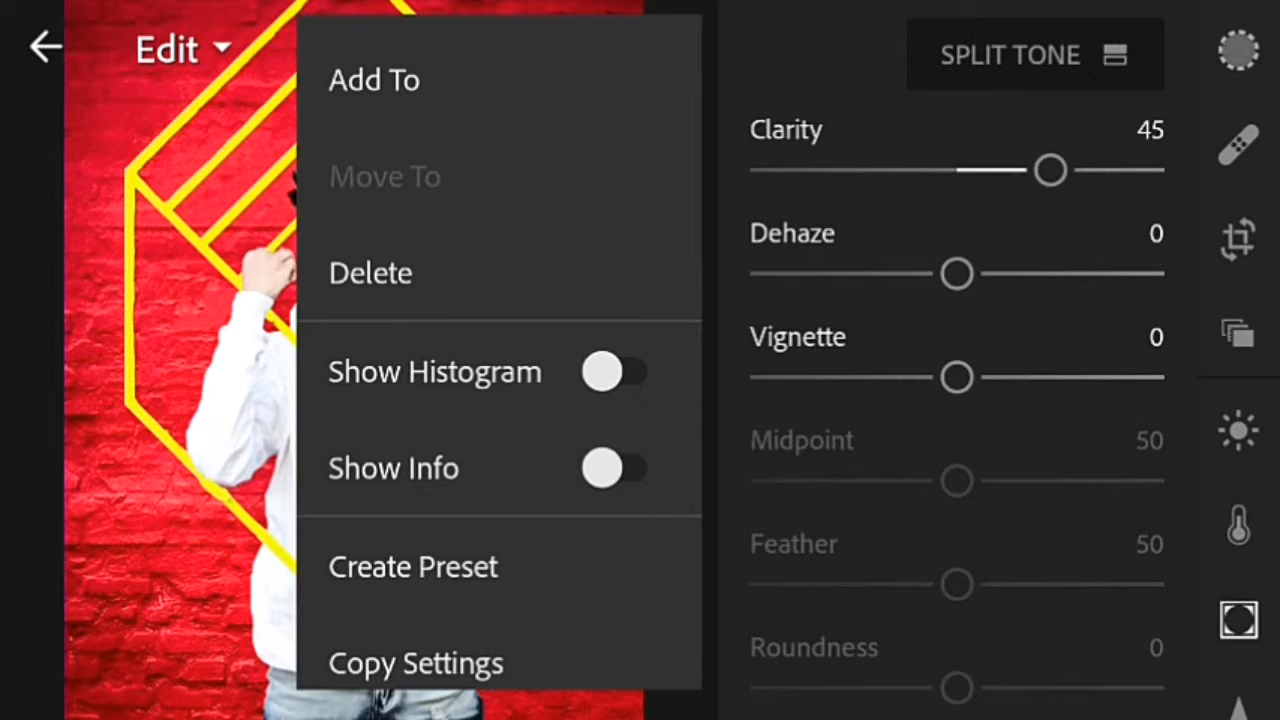 Edit
Add To
Move To
Delete
Show Histogram
Show Info
Create Preset
Copy Settings
SPLIT TONE
Clarity 45
Dehaze 0
Vignette 0
Midpoint 50
Feather 50
Roundness 0